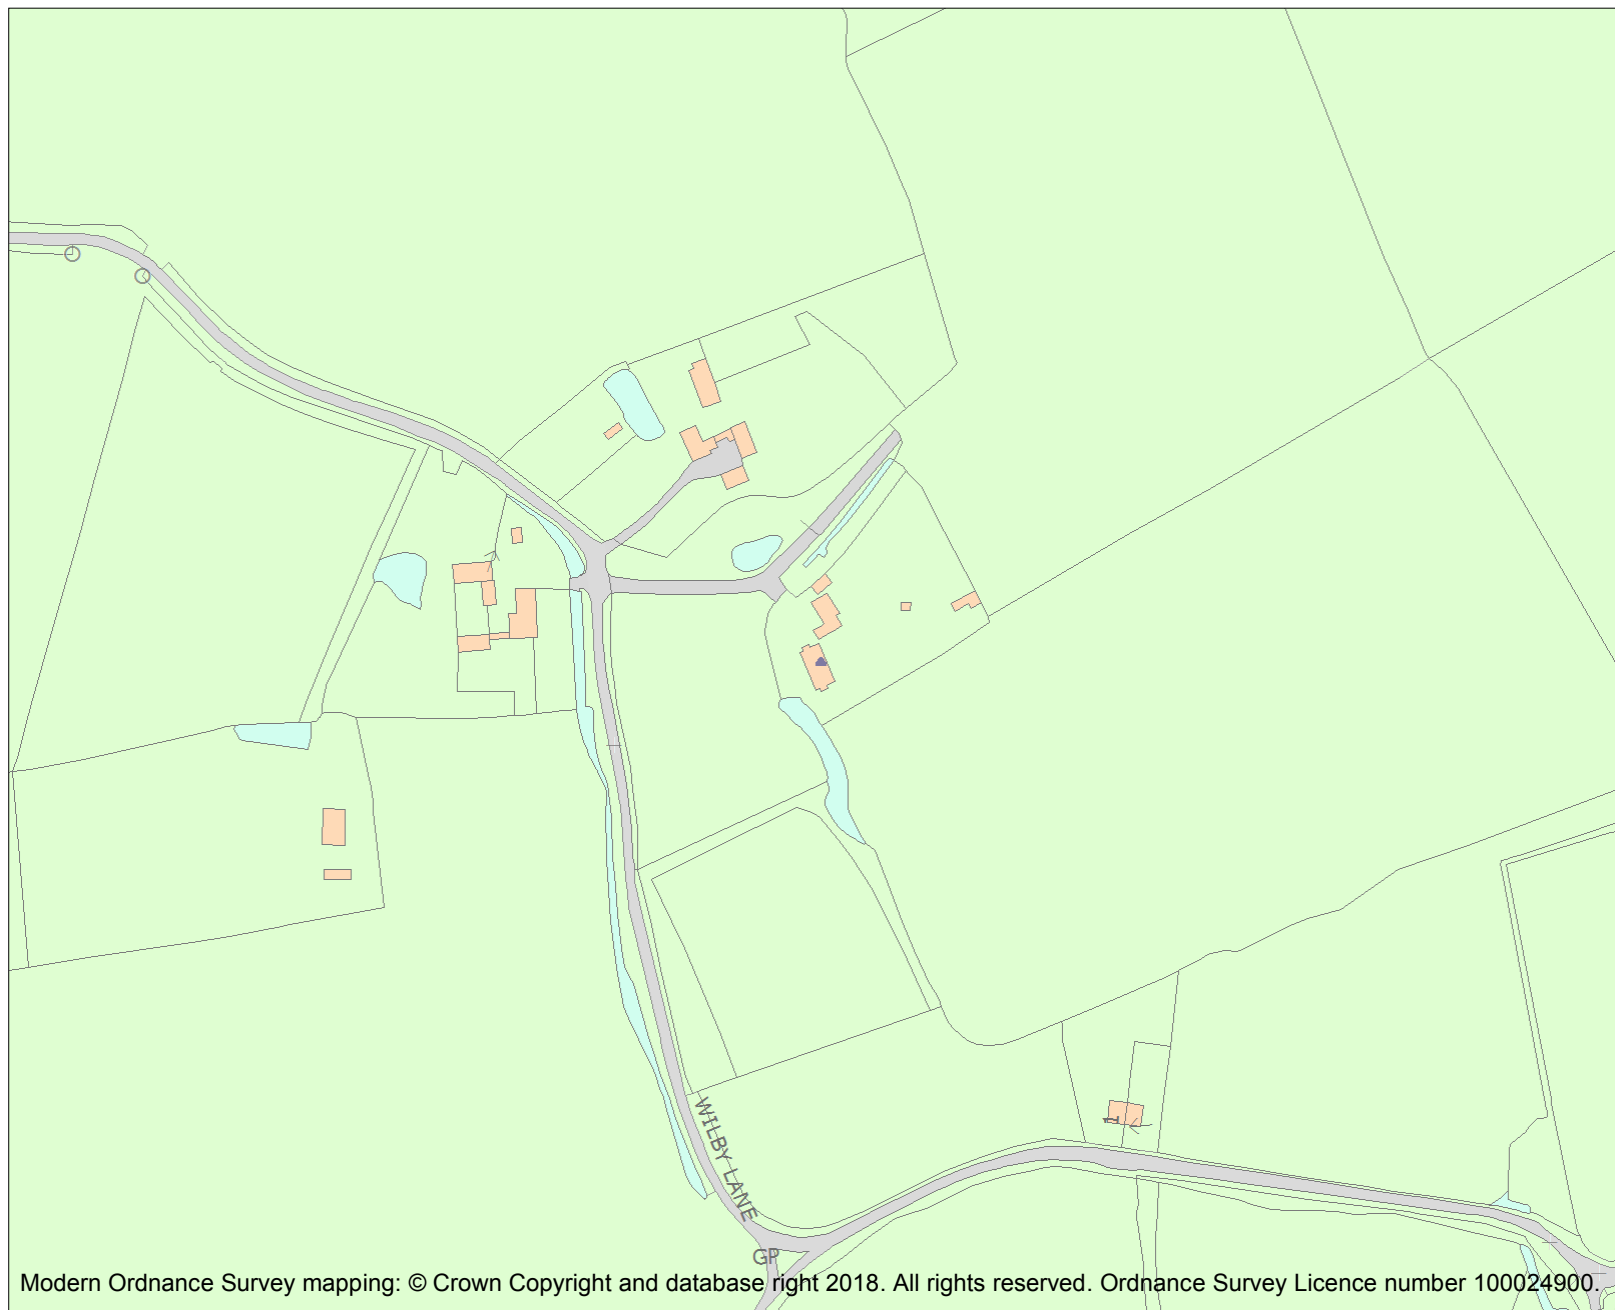 1
WILBY LANE
GP
Modern Ordnance Survey mapping: © Crown Copyright and database right 2018. All rights reserved. Ordnance Survey Licence number 100024900.